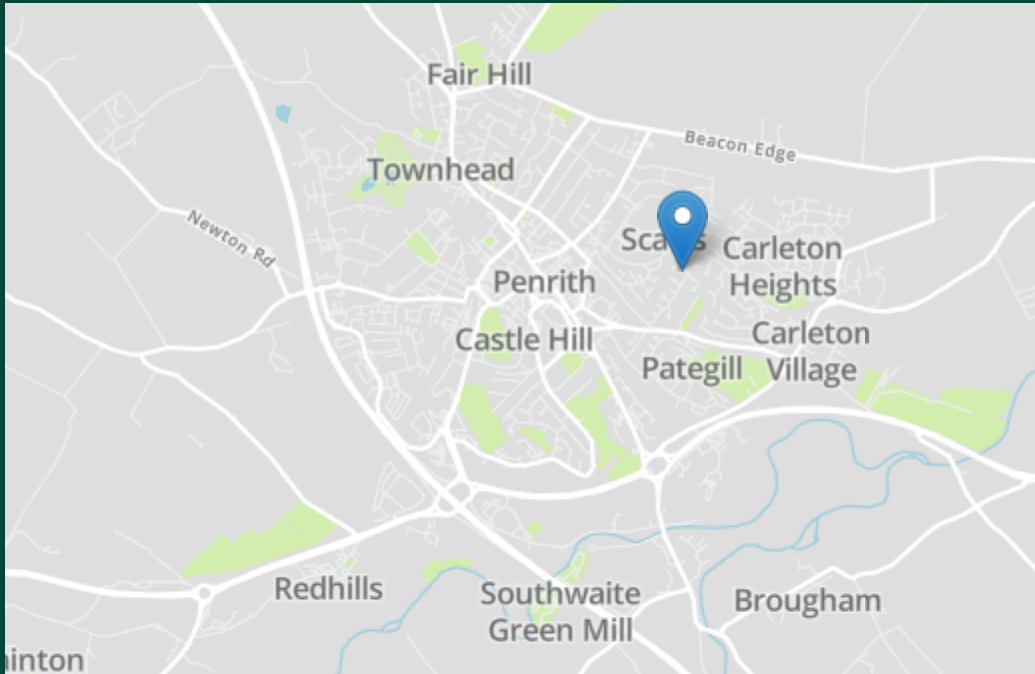 Fair Hill
Beacon Edge
Townhead
Newton Rd
Carleton
Heights
Penrith
Castle Hill
Carleton
Village
Pategill
Redhills
Southwaite
Green Mill
Brougham